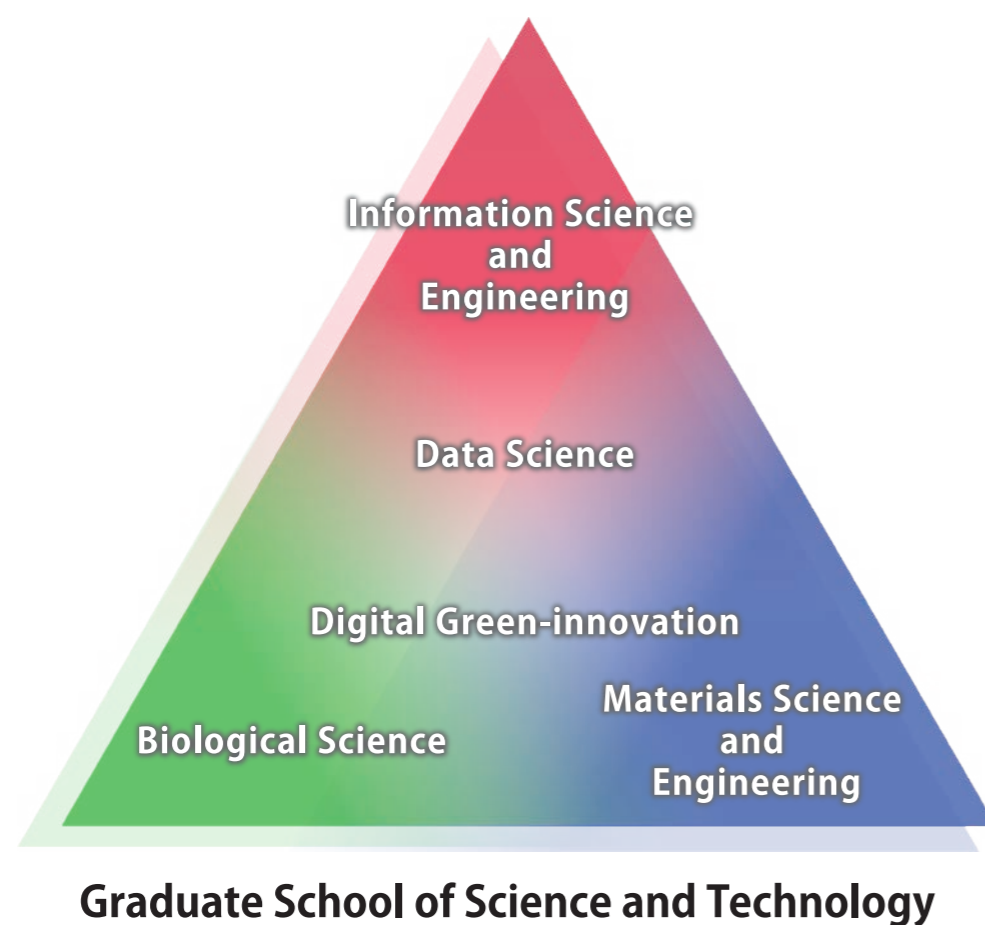 Information Science
and
Engineering
Data Science
Digital Green-innovation
Biological Science
Materials Science
and
Engineering
Graduate School of Science and Technology